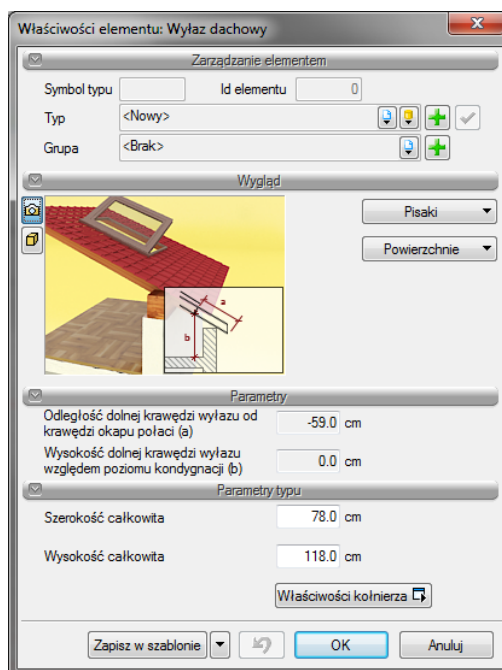 Właściwości elementu: Wyłaz dachowy
Zarządzanie elementem
Symbol typu Id elementu 0
Typ <Nowy>
Grupa <Brak>
Wygląd
Pisaki
Powierzchnie
a
b
Parametry
Odległość dolnej krawędzi wyłazu od
krawędzi okapu połaci (a) -59.0 cm
Wysokość dolnej krawędzi wyłazu
względem poziomu kondygnacji (b) 0.0 cm
Parametry typu
Szerokość całkowita 78.0 cm
Wysokość całkowita 118.0 cm
Właściwości kołnierza
Zapisz w szablonie OK Anuluj